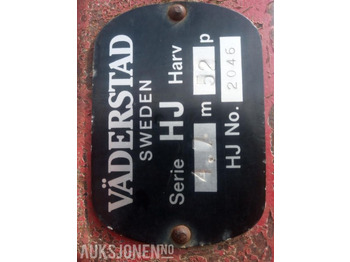 VÄDERSTAD
SWEDEN
Serie HJ Harv
4,7 m 52 p
HJ No. 2046
AUKSJONEN.NO